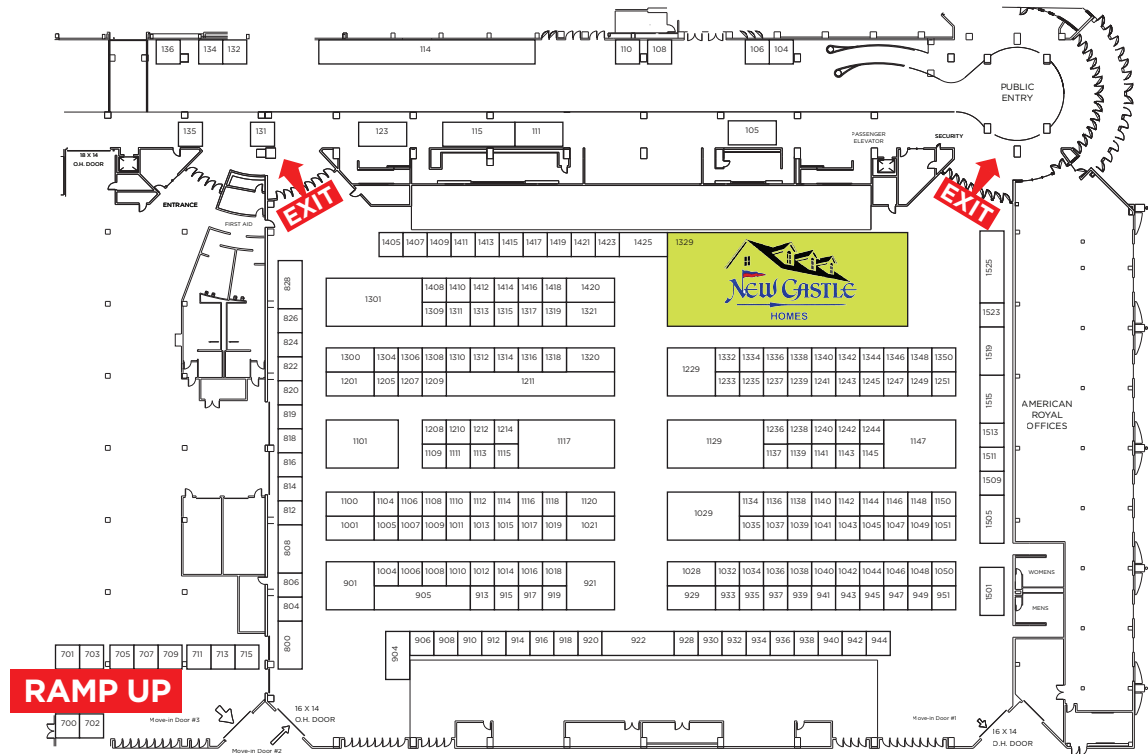 136 134 132 114 110 108 106 104
PUBLIC
ENTRY
135 131 123 115 111 105
PASSENGER
ELEVATOR
SECURITY
18 X 14
O.H. DOOR
EXIT
EXIT
ENTRANCE
FIRST AID
1405 1407 1409 1411 1413 1415 1417 1419 1421 1423 1425 1329
NEW CASTLE
HOMES
828 1301 1408 1410 1412 1414 1416 1418 1420 1525
826 1309 1311 1313 1315 1317 1319 1321 1523
824 1519
822 1300 1304 1306 1308 1310 1312 1314 1316 1318 1320 1229 1332 1334 1336 1338 1340 1342 1344 1346 1348 1350
820 1201 1205 1207 1209 1211 1233 1235 1237 1239 1241 1243 1245 1247 1249 1251 1515
819
AMERICAN
ROYAL
OFFICES
818 1101 1208 1210 1212 1214 1117 1129 1236 1238 1240 1242 1244 1147 1513
816 1109 1111 1113 1115 1137 1139 1141 1143 1145 1511
814 1509
812 1100 1104 1106 1108 1110 1112 1114 1116 1118 1120 1029 1134 1136 1138 1140 1142 1144 1146 1148 1150 1505
808 1001 1005 1007 1009 1011 1013 1015 1017 1019 1021 1035 1037 1039 1041 1043 1045 1047 1049 1051
806 901 1004 1006 1008 1010 1012 1014 1016 1018 921 1028 1032 1034 1036 1038 1040 1042 1044 1046 1048 1050 1501
WOMENS
804 905 913 915 917 919 929 933 935 937 939 941 943 945 947 949 951
MENS
800 904 906 908 910 912 914 916 918 920 922 928 930 932 934 936 938 940 942 944
701 703 705 707 709 711 713 715
RAMP UP
700 702
Move-in Door #3
16 X 14
O.H. DOOR
Move-in Door #2
Move-in Door #1
16 X 14
O.H. DOOR